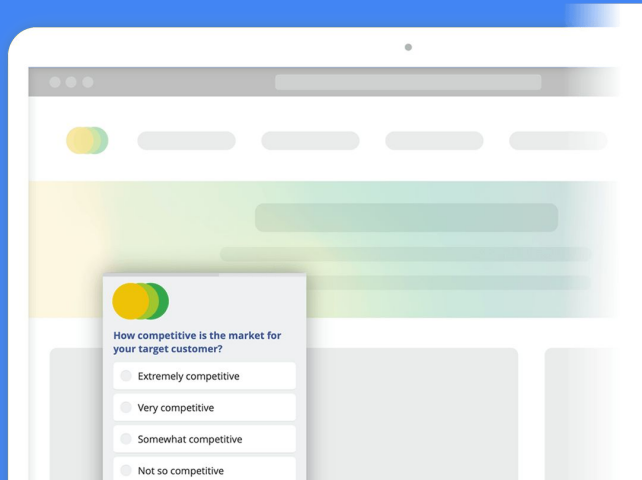 How competitive is the market for
your target customer?
Extremely competitive
Very competitive
Somewhat competitive
Not so competitive